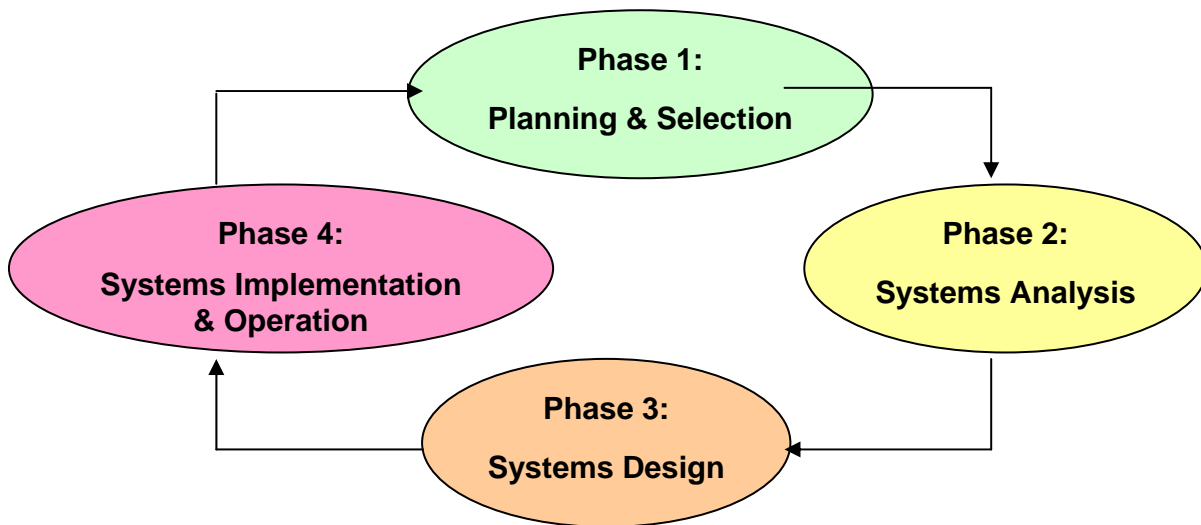 Phase 1:
Planning & Selection
Phase 2:
Systems Analysis
Phase 3:
Systems Design
Phase 4:
Systems Implementation
& Operation